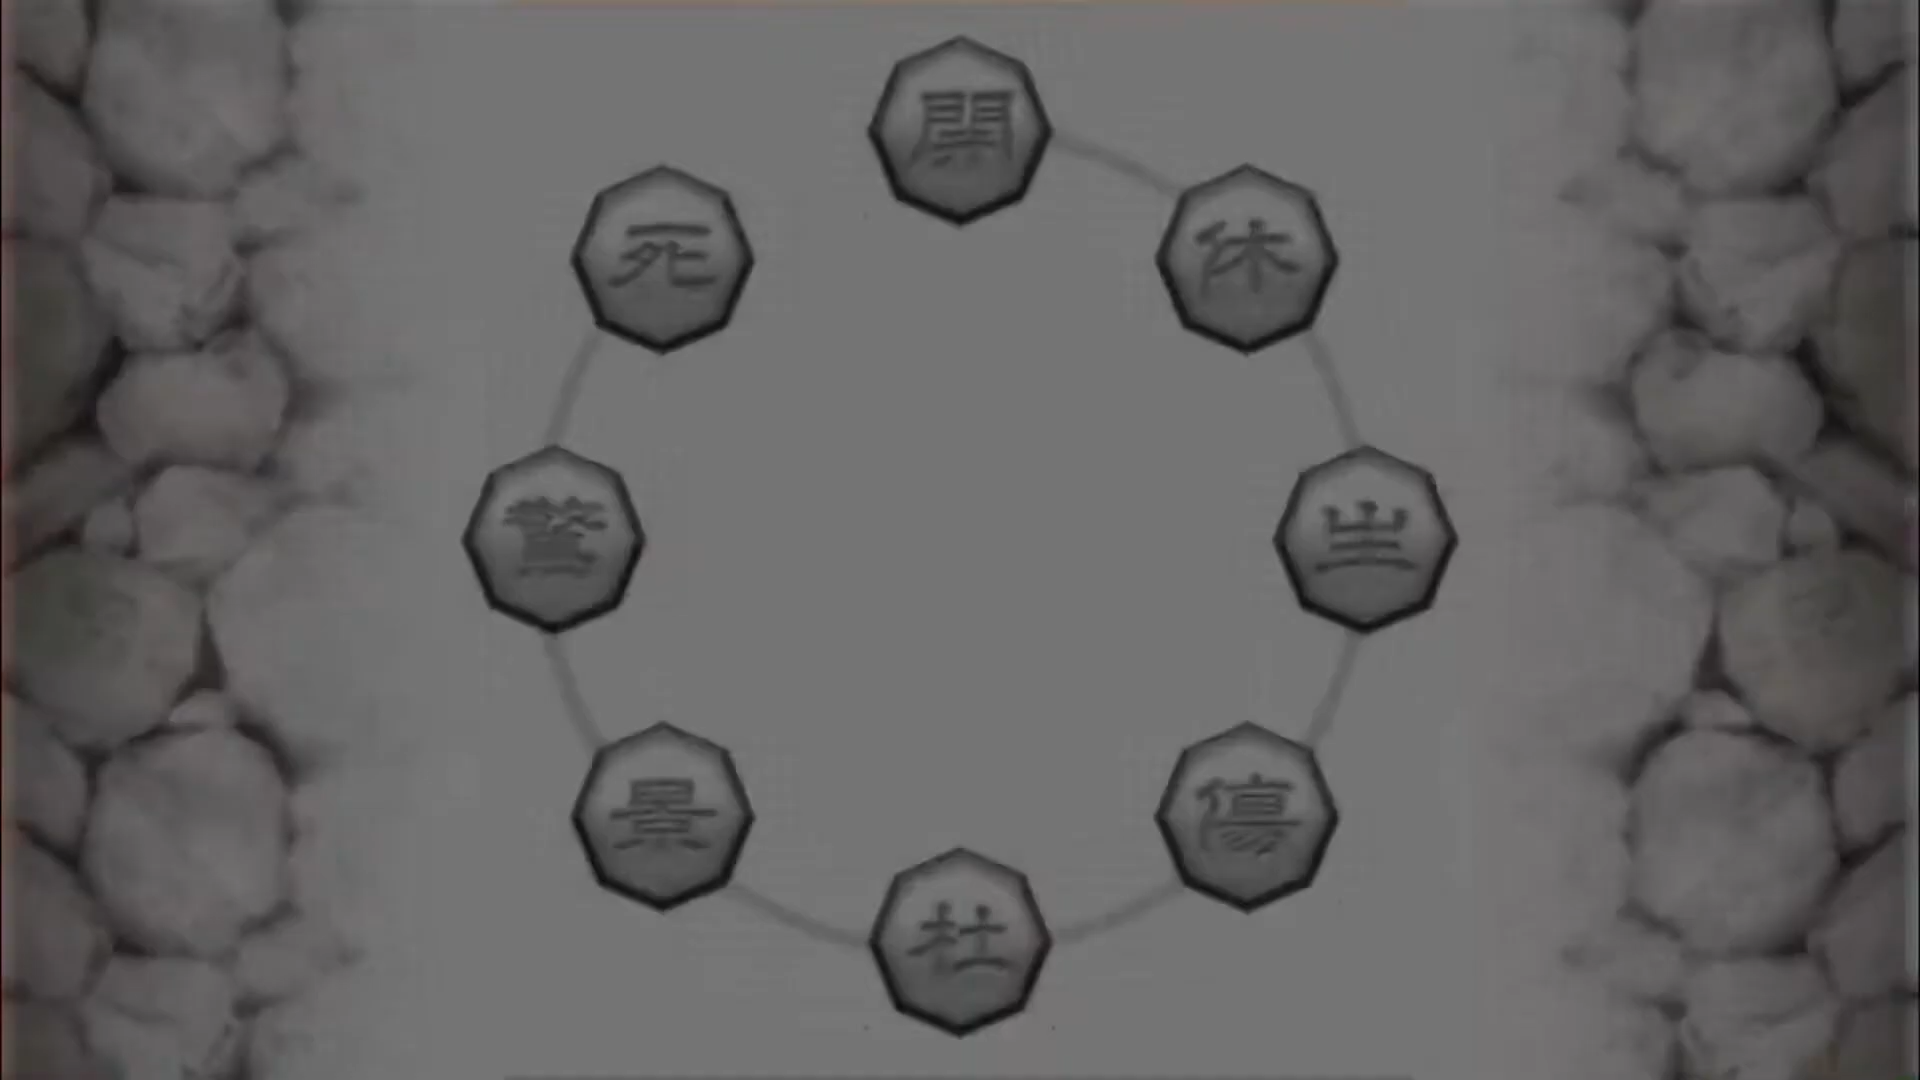 開
休
生
傷
杜
景
驚
死